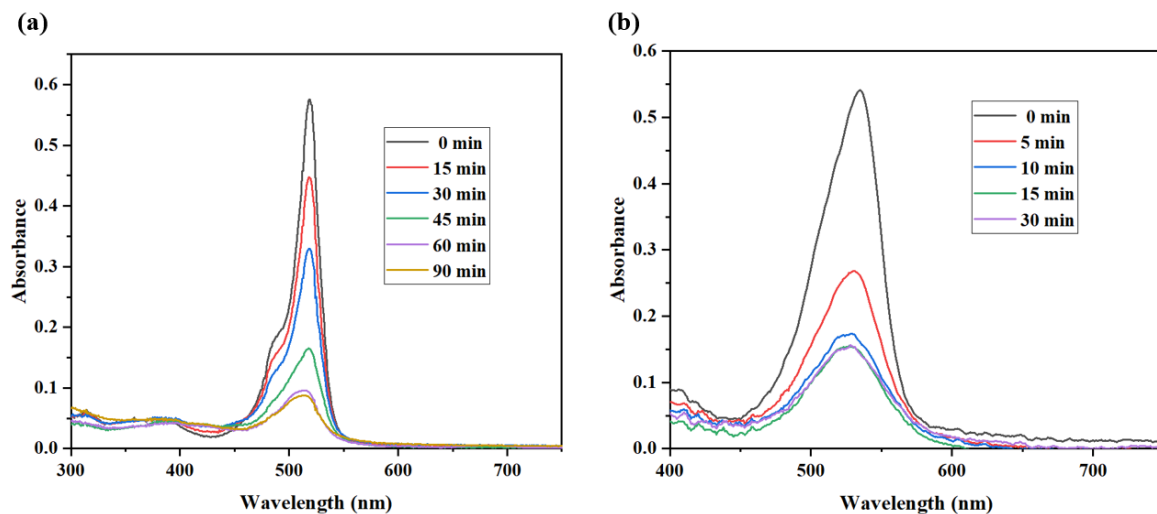 (a)
0.6
0.5
0.4
0.3
0.2
0.1
0.0
Absorbance
0 min
15 min
30 min
45 min
60 min
90 min
300 400 500 600 700
Wavelength (nm)
(b)
0.6
0.5
0.4
0.3
0.2
0.1
0.0
Absorbance
0 min
5 min
10 min
15 min
30 min
400 500 600 700
Wavelength (nm)